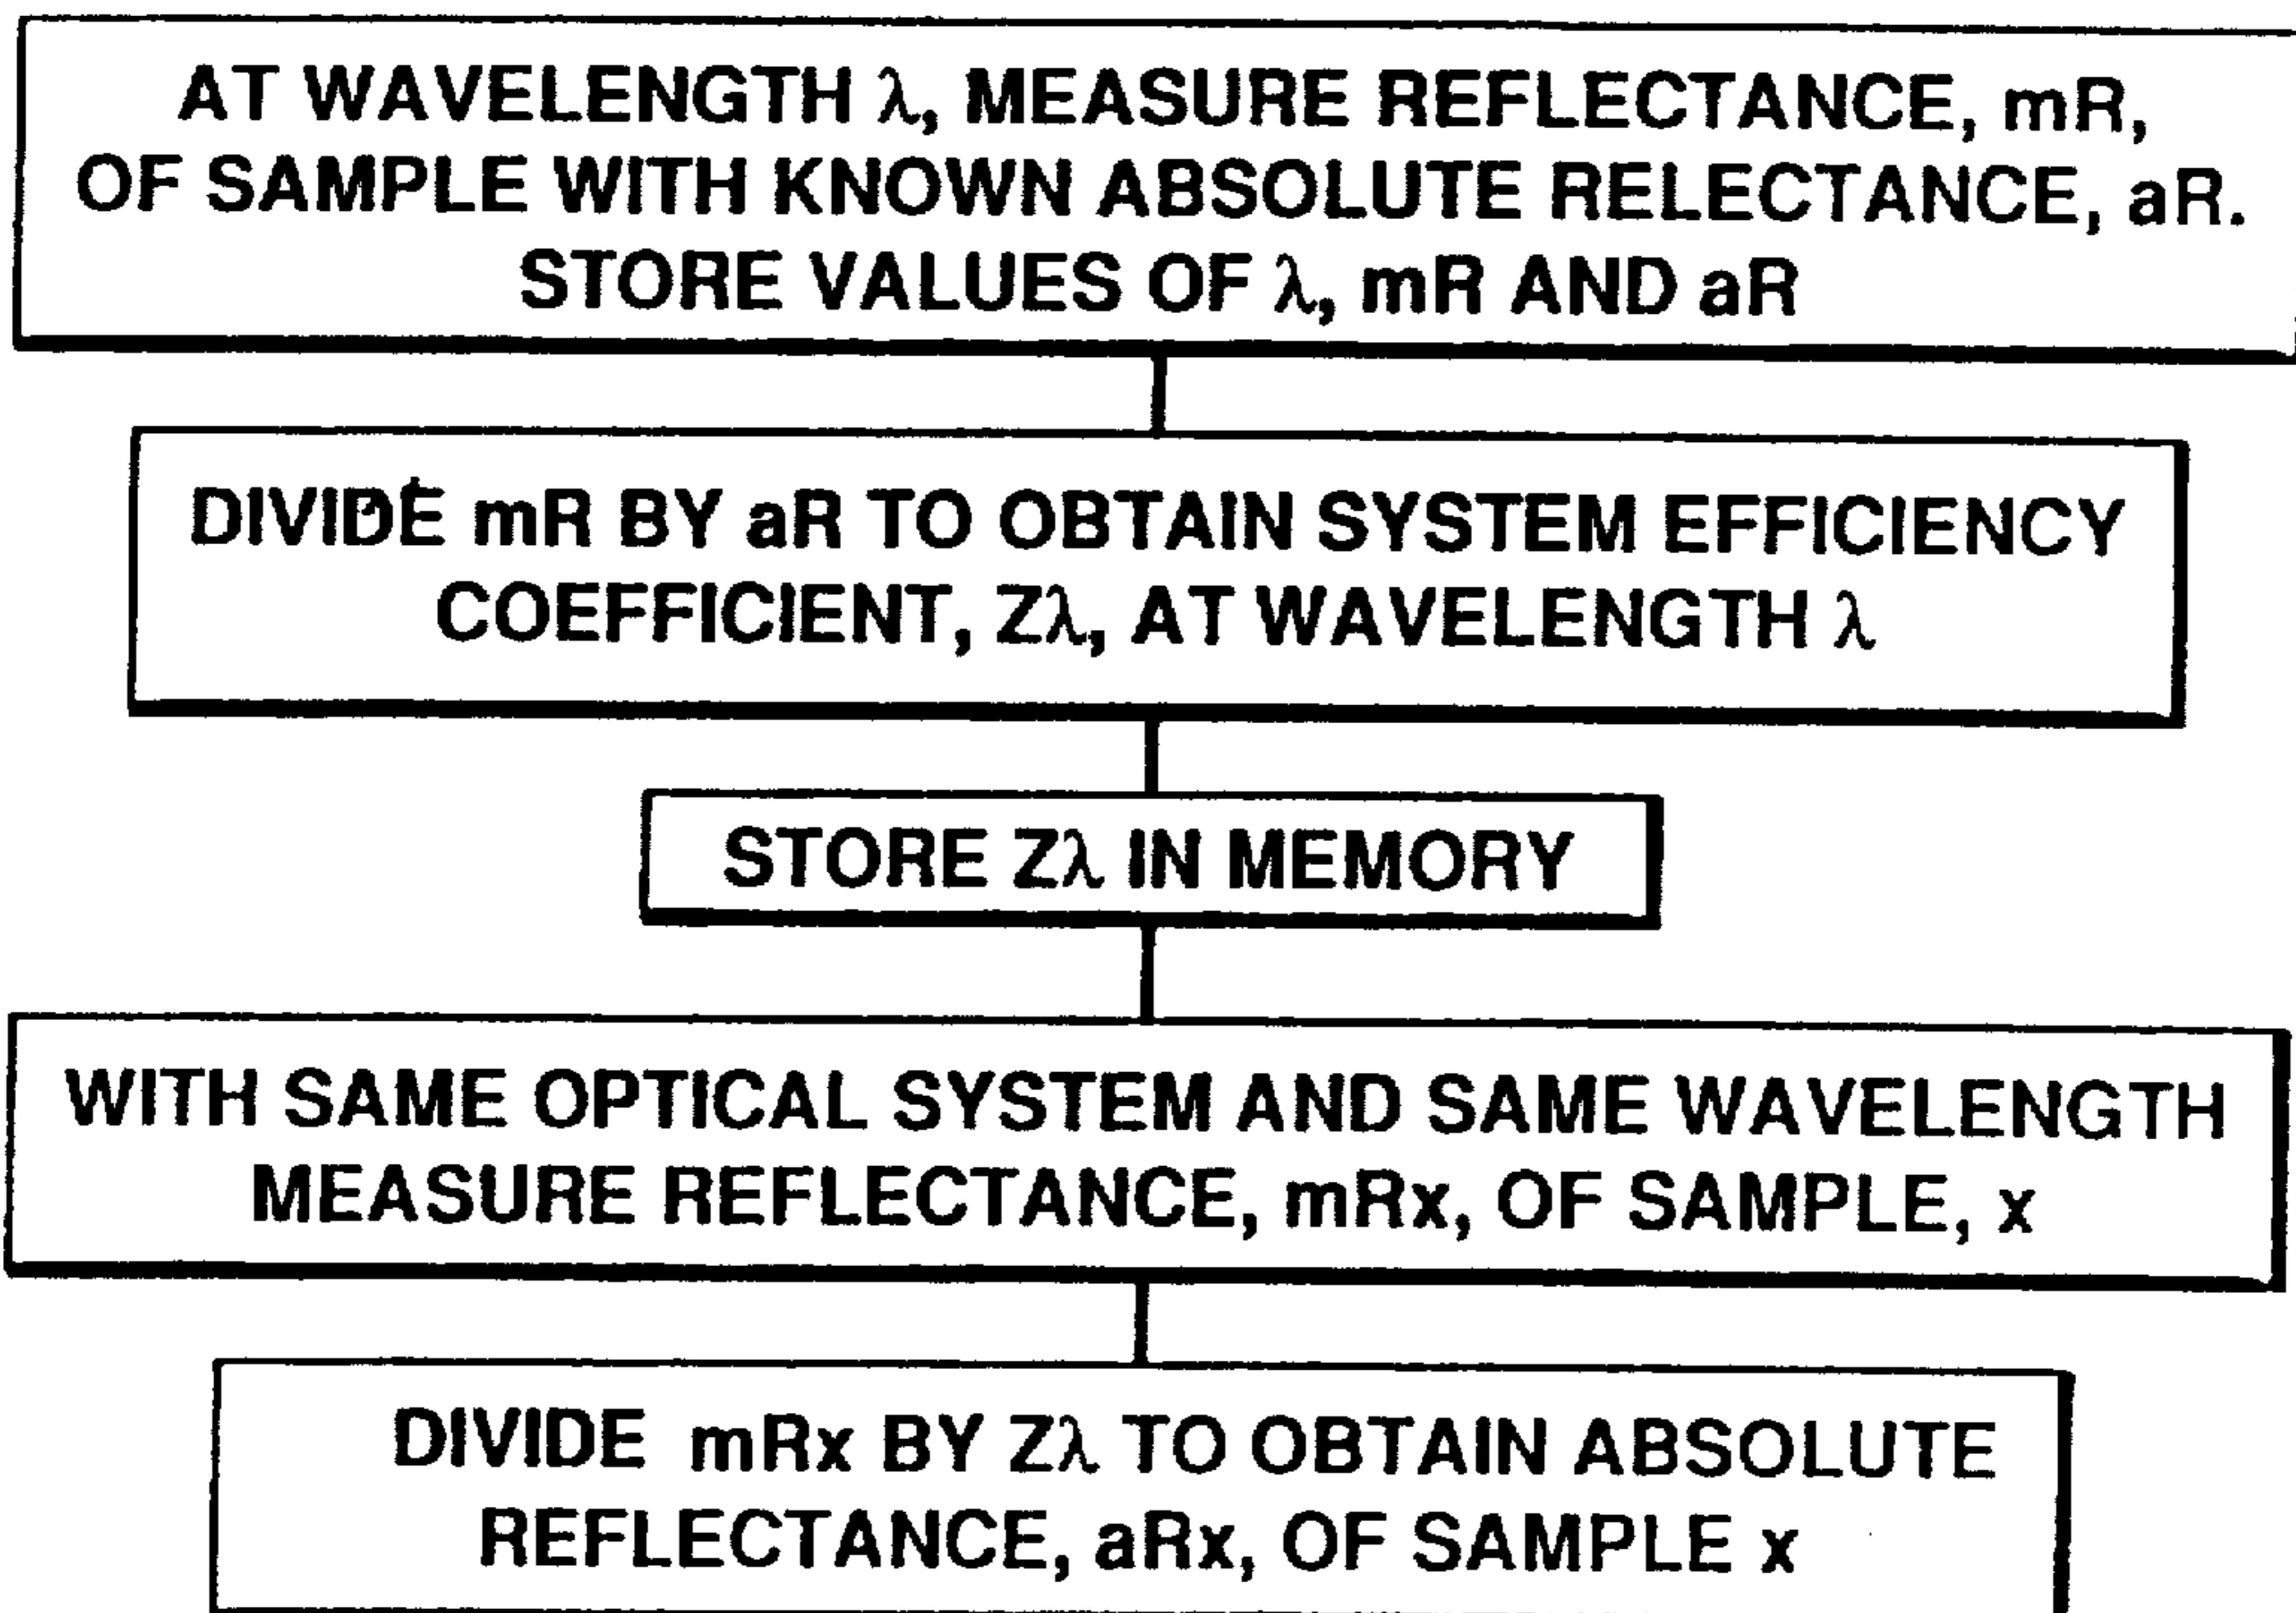 AT WAVELENGTH λ, MEASURE REFLECTANCE, mR,
OF SAMPLE WITH KNOWN ABSOLUTE RELECTANCE, aR.
STORE VALUES OF λ, mR AND aR
DIVIDE mR BY aR TO OBTAIN SYSTEM EFFICIENCY
COEFFICIENT, Zλ, AT WAVELENGTH λ
STORE Zλ IN MEMORY
WITH SAME OPTICAL SYSTEM AND SAME WAVELENGTH
MEASURE REFLECTANCE, mRx, OF SAMPLE, x
DIVIDE mRx BY Zλ TO OBTAIN ABSOLUTE
REFLECTANCE, aRx, OF SAMPLE x